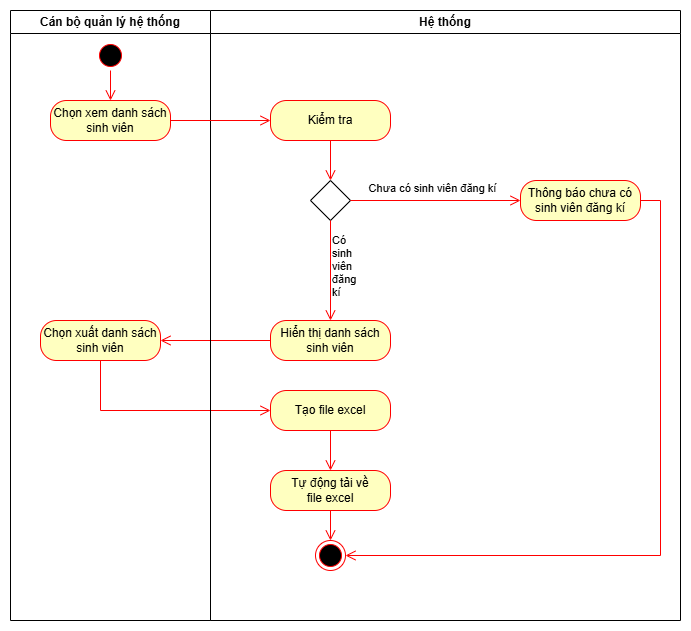 Cán bộ quản lý hệ thống
Hệ thống
Chọn xem danh sách
sinh viên
Kiểm tra
Chưa có sinh viên đăng kí
Thông báo chưa có
sinh viên đăng kí
Có
sinh
viên
đăng
kí
Chọn xuất danh sách
sinh viên
Hiển thị danh sách
sinh viên
Tạo file excel
Tự động tải về
file excel